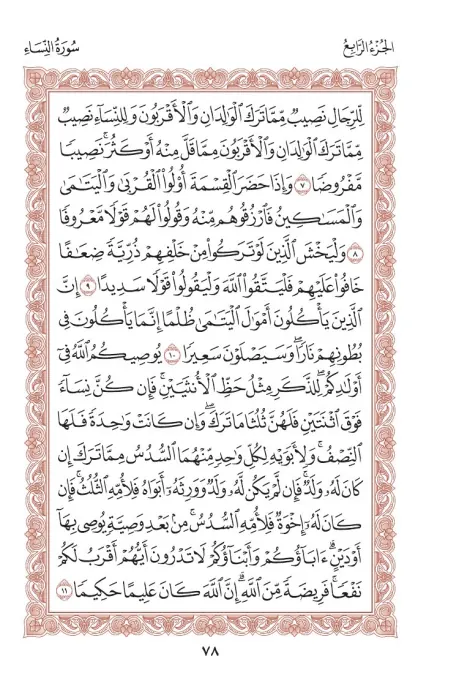 الجزء الرابع
سورة النساء
لِّلرِّجَالِ نَصِيبٌ مِّمَّا تَرَكَ ٱلْوَٰلِدَانِ وَٱلْأَقْرَبُونَ وَلِلنِّسَآءِ نَصِيبٌ
مِّمَّا تَرَكَ ٱلْوَٰلِدَانِ وَٱلْأَقْرَبُونَ مِمَّا قَلَّ مِنْهُ أَوْ كَثُرَ ۚ نَصِيبًا
مَّفْرُوضًا ٧ وَإِذَا حَضَرَ ٱلْقِسْمَةَ أُو۟لُوا۟ ٱلْقُرْبَىٰ وَٱلْيَتَٰمَىٰ
وَٱلْمَسَٰكِينُ فَٱرْزُقُوهُم مِّنْهُ وَقُولُوا۟ لَهُمْ قَوْلًا مَّعْرُوفًا
٨ وَلْيَخْشَ ٱلَّذِينَ لَوْ تَرَكُوا۟ مِنْ خَلْفِهِمْ ذُرِّيَّةً ضِعَٰفًا
خَافُوا۟ عَلَيْهِمْ فَلْيَتَّقُوا۟ ٱللَّهَ وَلْيَقُولُوا۟ قَوْلًا سَدِيدًا ٩ إِنَّ
ٱلَّذِينَ يَأْكُلُونَ أَمْوَٰلَ ٱلْيَتَٰمَىٰ ظُلْمًا إِنَّمَا يَأْكُلُونَ فِى
بُطُونِهِمْ نَارًا ۖ وَسَيَصْلَوْنَ سَعِيرًا ١٠ يُوصِيكُمُ ٱللَّهُ فِىٓ
أَوْلَٰدِكُمْ ۖ لِلذَّكَرِ مِثْلُ حَظِّ ٱلْأُنثَيَيْنِ ۚ فَإِن كُنَّ نِسَآءً
فَوْقَ ٱثْنَتَيْنِ فَلَهُنَّ ثُلُثَا مَا تَرَكَ ۖ وَإِن كَانَتْ وَٰحِدَةً فَلَهَا
ٱلنِّصْفُ ۚ وَلِأَبَوَيْهِ لِكُلِّ وَٰحِدٍ مِّنْهُمَا ٱلسُّدُسُ مِمَّا تَرَكَ إِن
كَانَ لَهُۥ وَلَدٌ ۚ فَإِن لَّمْ يَكُن لَّهُۥ وَلَدٌ وَوَرِثَهُۥٓ أَبَوَاهُ فَلِأُمِّهِ ٱلثُّلُثُ ۚ فَإِن
كَانَ لَهُۥٓ إِخْوَةٌ فَلِأُمِّهِ ٱلسُّدُسُ ۚ مِنۢ بَعْدِ وَصِيَّةٍ يُوصِى بِهَآ
أَوْ دَيْنٍ ۗ ءَابَآؤُكُمْ وَأَبْنَآؤُكُمْ لَا تَدْرُونَ أَيُّهُمْ أَقْرَبُ لَكُمْ
نَفْعًا ۚ فَرِيضَةً مِّنَ ٱللَّهِ ۗ إِنَّ ٱللَّهَ كَانَ عَلِيمًا حَكِيمًا ١١
٧٨